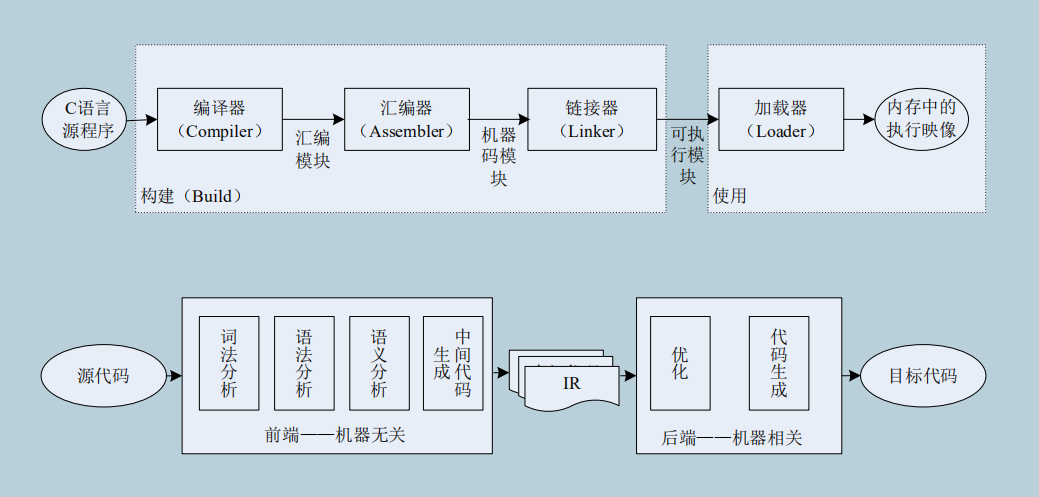 C语言
源程序
编译器
（Compiler）
汇编
模块
汇编器
（Assembler）
机器
码模
块
链接器
（Linker）
可执
行模
块
加载器
（Loader）
内存中的
执行映像
构建（Build）
使用
源代码
词法分析
语法分析
语义分析
中间代码
生成
前端——机器无关
IR
优化
代码生成
后端——机器相关
目标代码